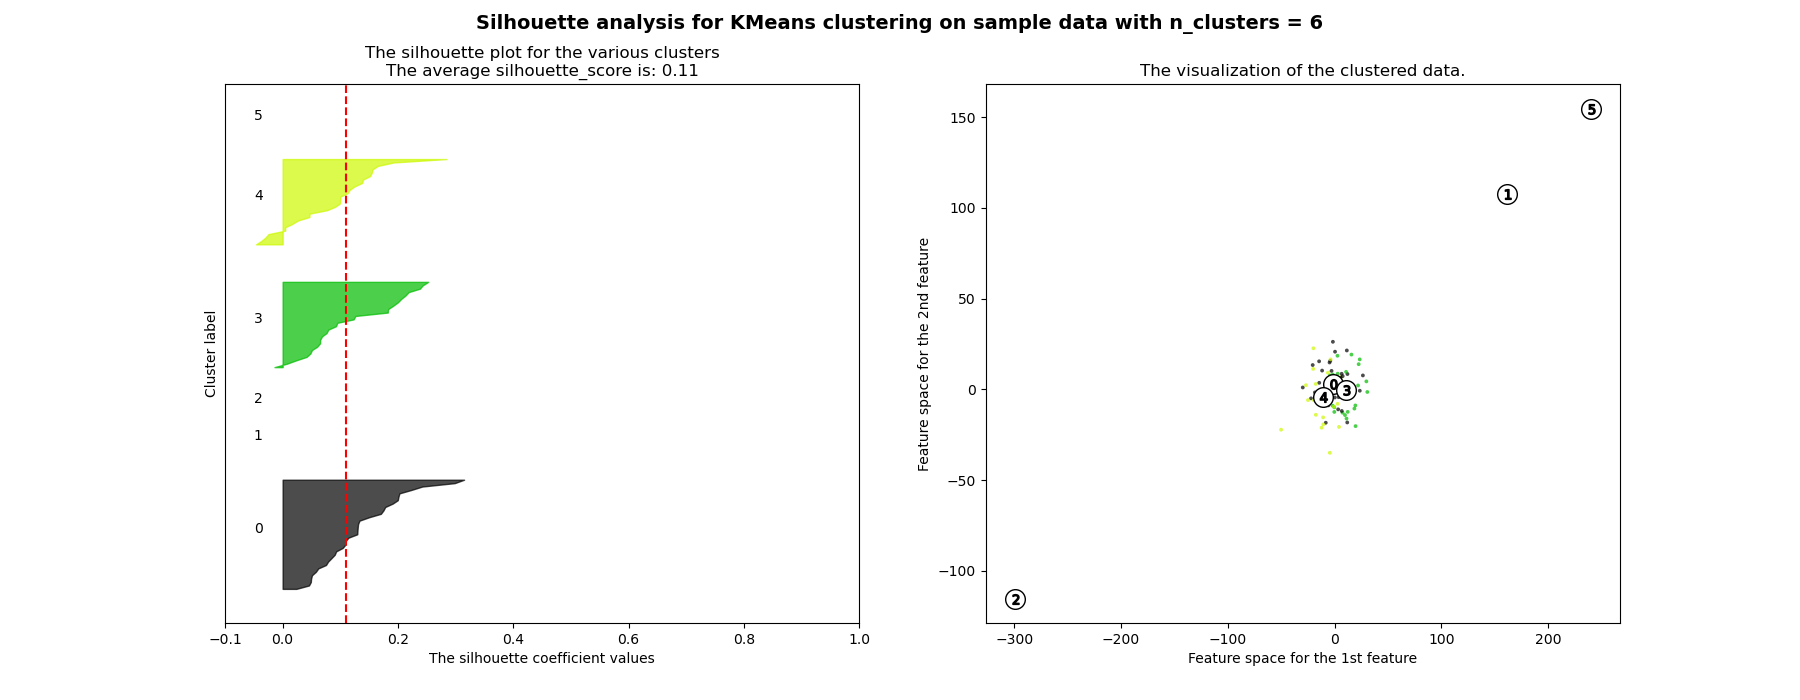 Silhouette analysis for KMeans clustering on sample data with n_clusters = 6
The silhouette plot for the various clusters
The average silhouette_score is: 0.11
5
4
3
2
1
0
Cluster label
−0.1 0.0 0.2 0.4 0.6 0.8 1.0
The silhouette coefficient values
The visualization of the clustered data.
150
100
50
0
−50
−100
Feature space for the 2nd feature
5
1
0
3
4
2
−300 −200 −100 0 100 200
Feature space for the 1st feature